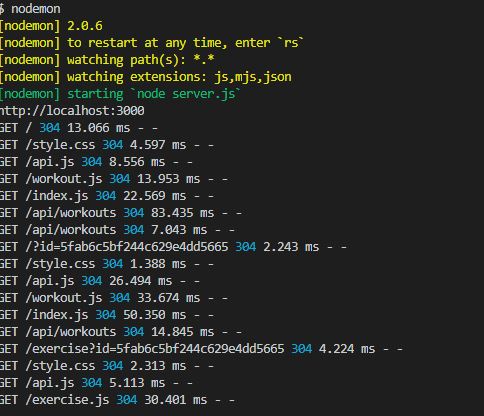 $ nodemon
[nodemon] 2.0.6
[nodemon] to restart at any time, enter `rs`
[nodemon] watching path(s): *.*
[nodemon] watching extensions: js,mjs,json
[nodemon] starting `node server.js`
http://localhost:3000
GET / 304 13.066 ms - -
GET /style.css 304 4.597 ms - -
GET /api.js 304 8.556 ms - -
GET /workout.js 304 13.953 ms - -
GET /index.js 304 22.569 ms - -
GET /api/workouts 304 83.435 ms - -
GET /api/workouts 304 7.043 ms - -
GET /?id=5fab6c5bf244c629e4dd5665 304 2.243 ms - -
GET /style.css 304 1.388 ms - -
GET /api.js 304 26.494 ms - -
GET /workout.js 304 33.674 ms - -
GET /index.js 304 50.350 ms - -
GET /api/workouts 304 14.845 ms - -
GET /exercise?id=5fab6c5bf244c629e4dd5665 304 4.224 ms - -
GET /style.css 304 2.313 ms - -
GET /api.js 304 5.113 ms - -
GET /exercise.js 304 30.401 ms - -